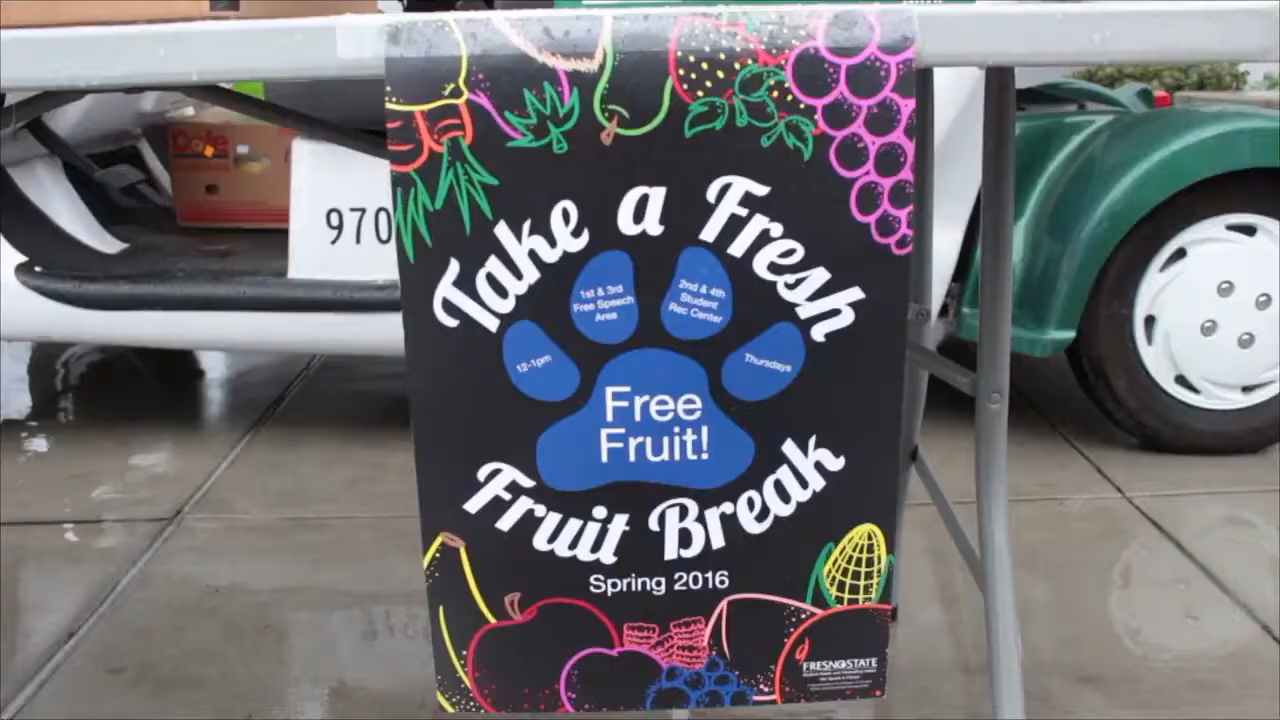 Dole
970
Take a Fresh
1st & 3rd
Free Speech
Area
2nd & 4th
Student
Rec Center
12-1pm
Thursdays
Free
Fruit!
Fruit Break
Spring 2016
FRESNO STATE